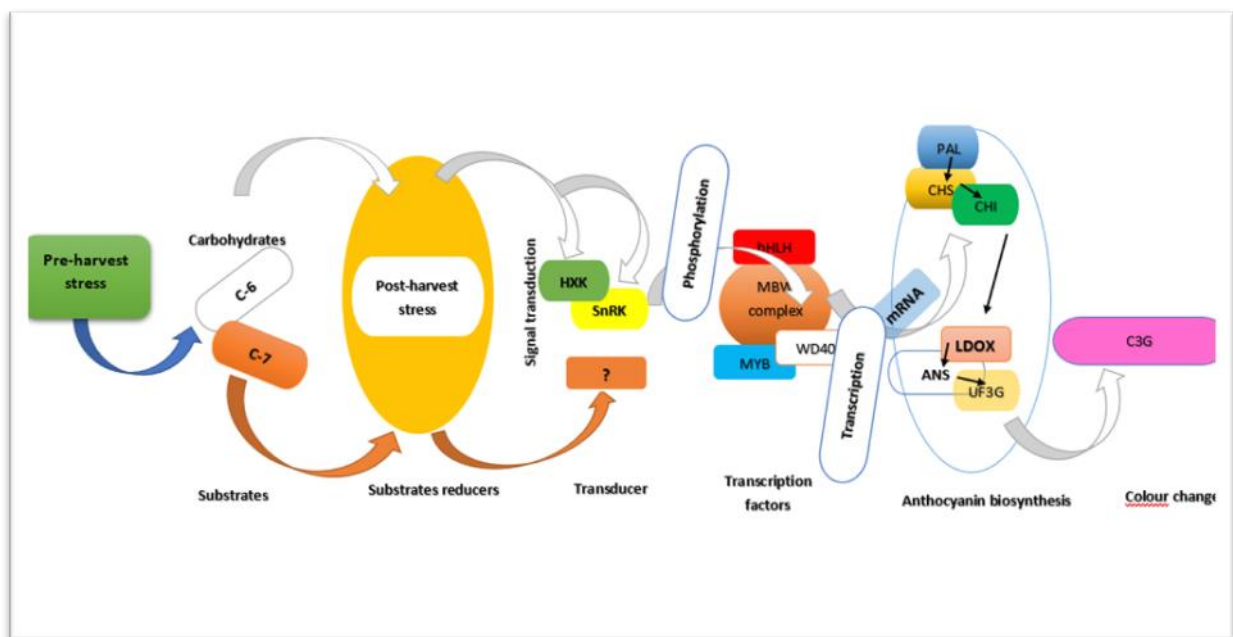 Pre-harvest
stress
Carbohydrates
C-6
C-7
Substrates
Post-harvest
stress
Substrates reducers
Signal transduction
HXK
SnRK
?
Transducer
Phosphorylation
bHLH
MBW
complex
WD40
MYB
Transcription
factors
Transcription
mRNA
PAL
CHS
CHI
LDOX
ANS
UF3G
Anthocyanin biosynthesis
C3G
Colour change